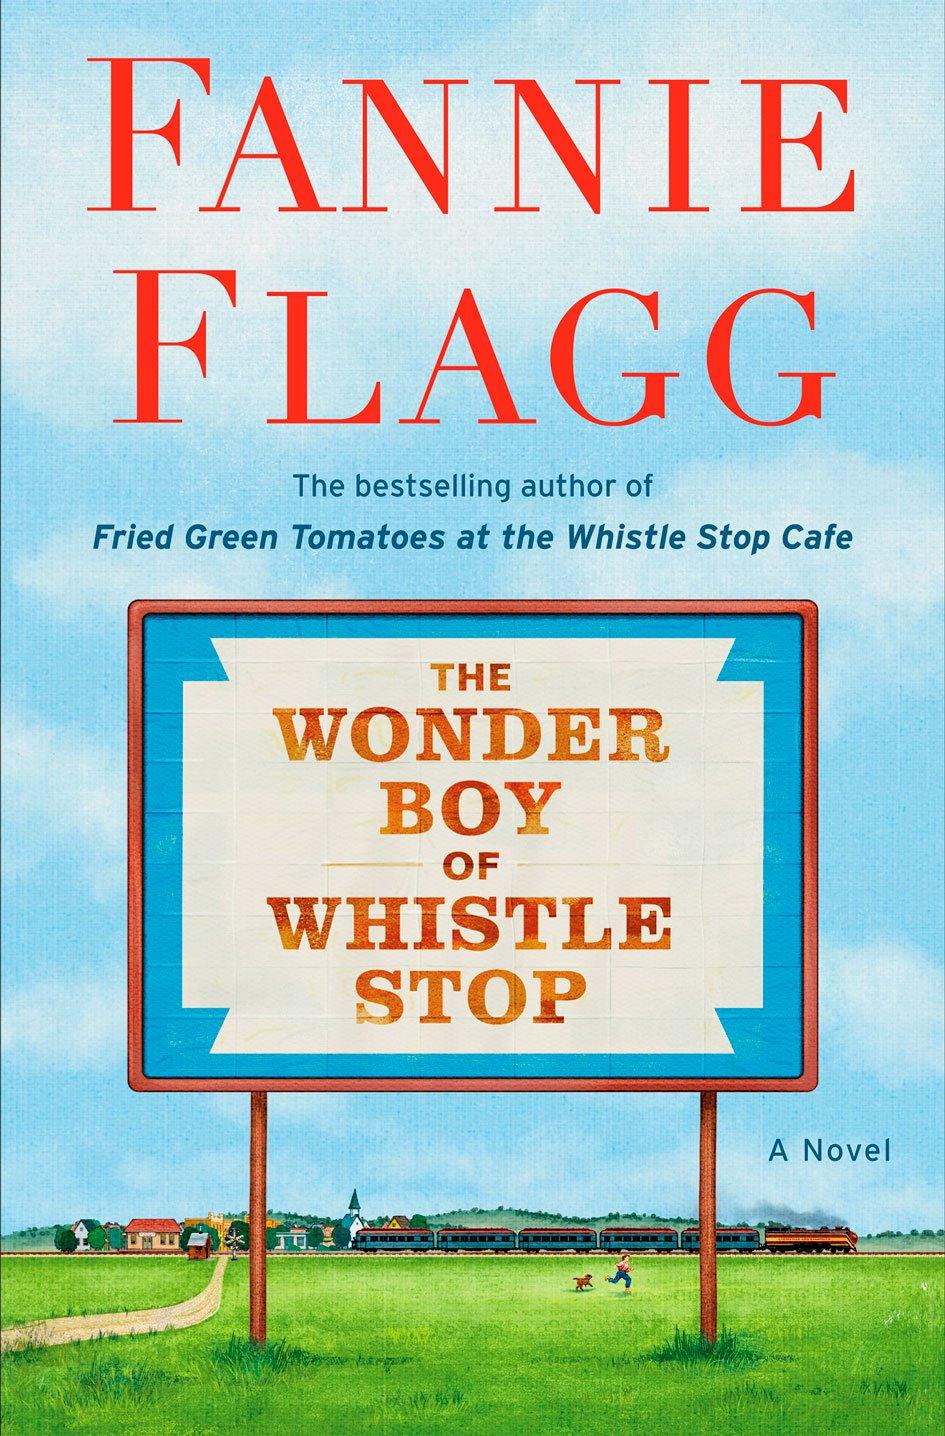 FANNIE
FLAGG
The bestselling author of
Fried Green Tomatoes at the Whistle Stop Cafe
THE
WONDER
BOY
OF
WHISTLE
STOP
A Novel